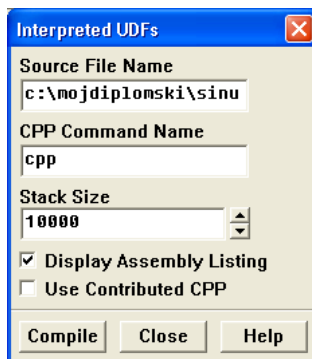 Interpreted UDFs
Source File Name
c:\mojdiplomski\sinu
CPP Command Name
cpp
Stack Size
10000
Display Assembly Listing
Use Contributed CPP
Compile Close Help